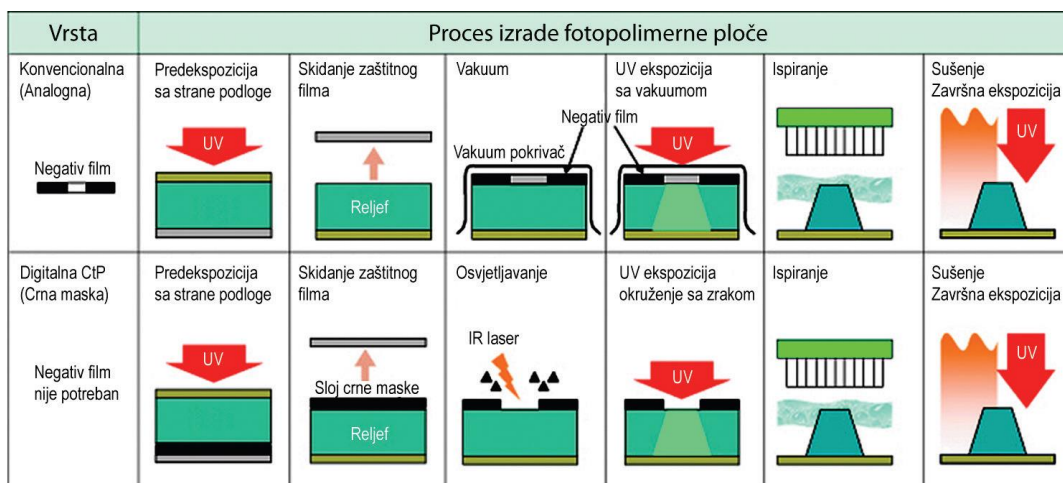 Vrsta
Proces izrade fotopolimerne ploče
Konvencionalna
(Analogna)
Negativ film
Predekspozicija
sa strane podloge
UV
Skidanje zaštitnog
filma
Reljef
Vakuum
Negativ film
Vakuum pokrivač
UV ekspozicija
sa vakuumom
UV
Ispiranje
Sušenje
Završna ekspozicija
UV
Digitalna CtP
(Crna maska)
Negativ film
nije potreban
Predekspozicija
sa strane podloge
UV
Skidanje zaštitnog
filma
Sloj crne maske
Reljef
Osvjetljavanje
IR laser
UV ekspozicija
okruženje sa zrakom
UV
Ispiranje
Sušenje
Završna ekspozicija
UV